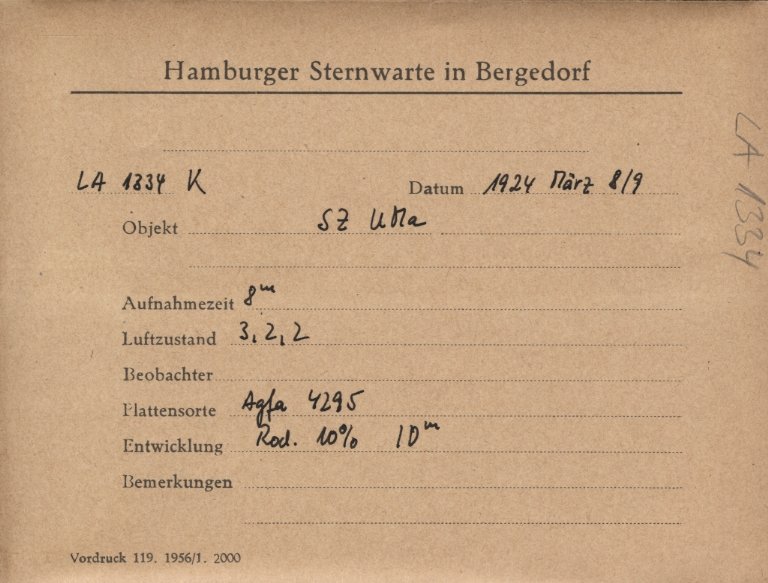 Hamburger Sternwarte in Bergedorf
LA 1334 K Datum 1924 März 8/9
Objekt SZ UMa
Aufnahmezeit 8m
Luftzustand 3, 2, 2
Beobachter
Plattensorte Agfa 4295
Entwicklung Rod. 10% 10m
Bemerkungen
Vordruck 119. 1956/1. 2000
LA 1334